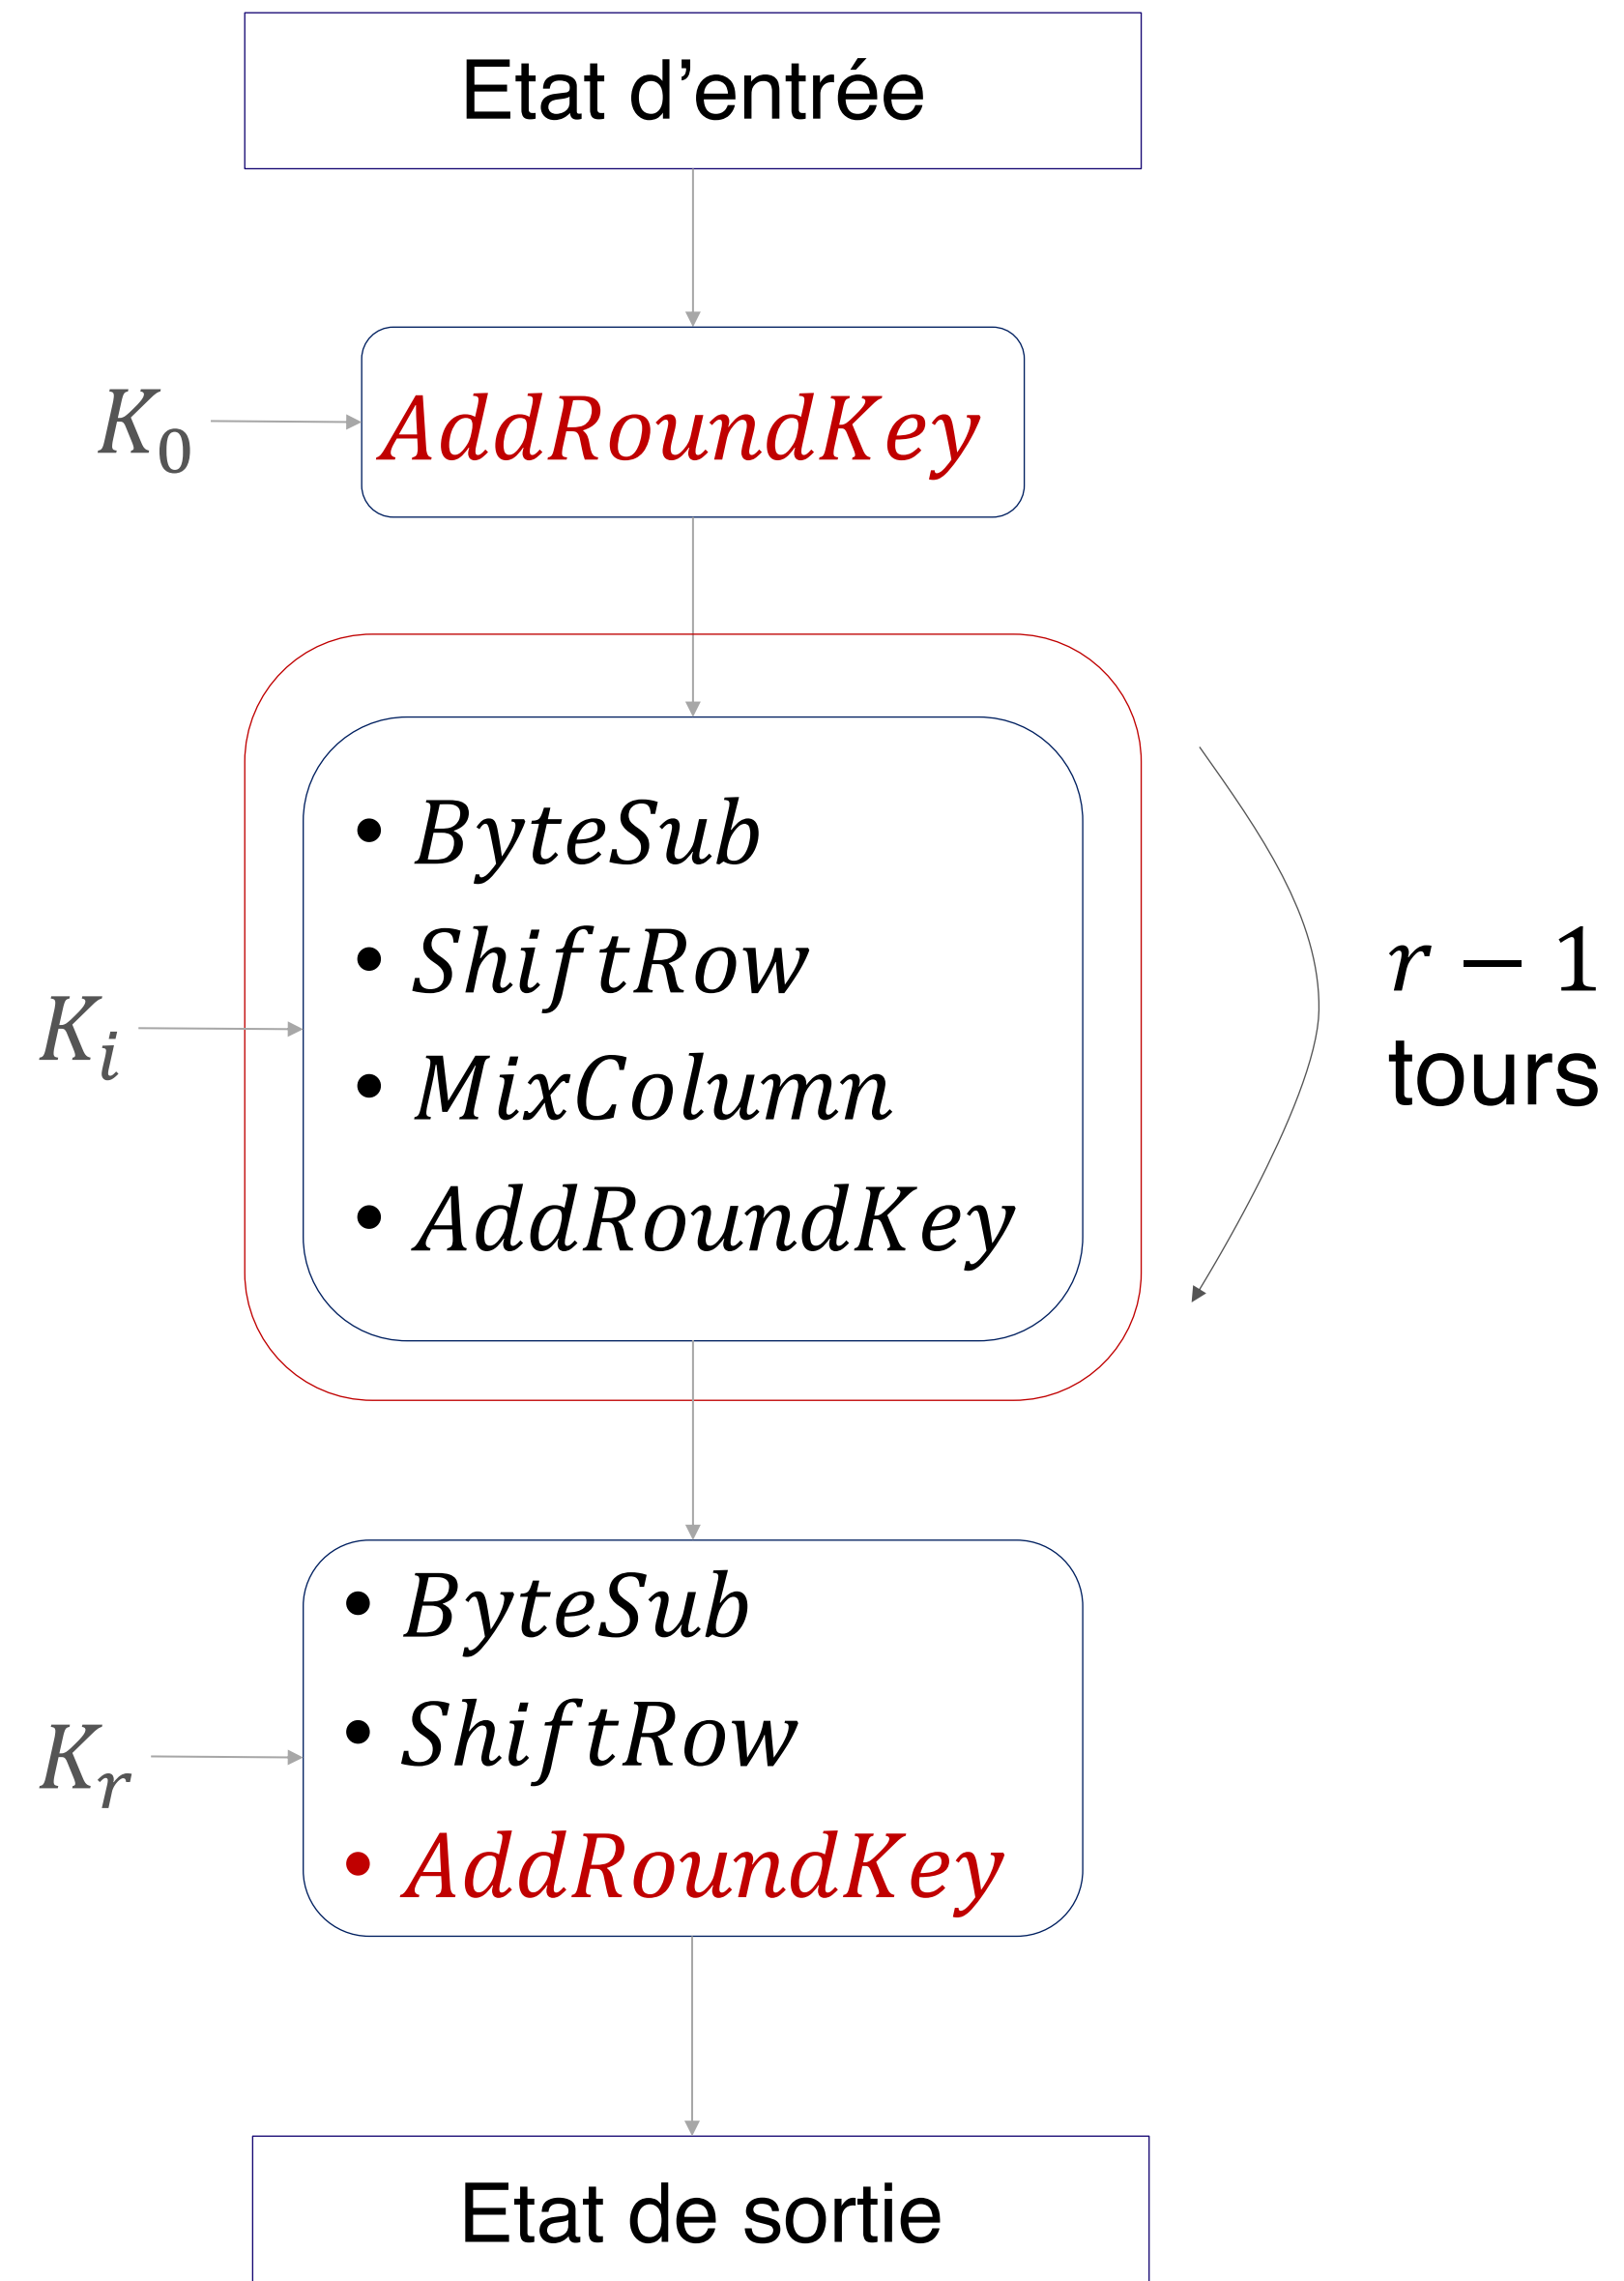 Etat d’entrée
K0
AddRoundKey
• ByteSub
• ShiftRow
• MixColumn
• AddRoundKey
Ki
r – 1
tours
• ByteSub
• ShiftRow
• AddRoundKey
Kr
Etat de sortie